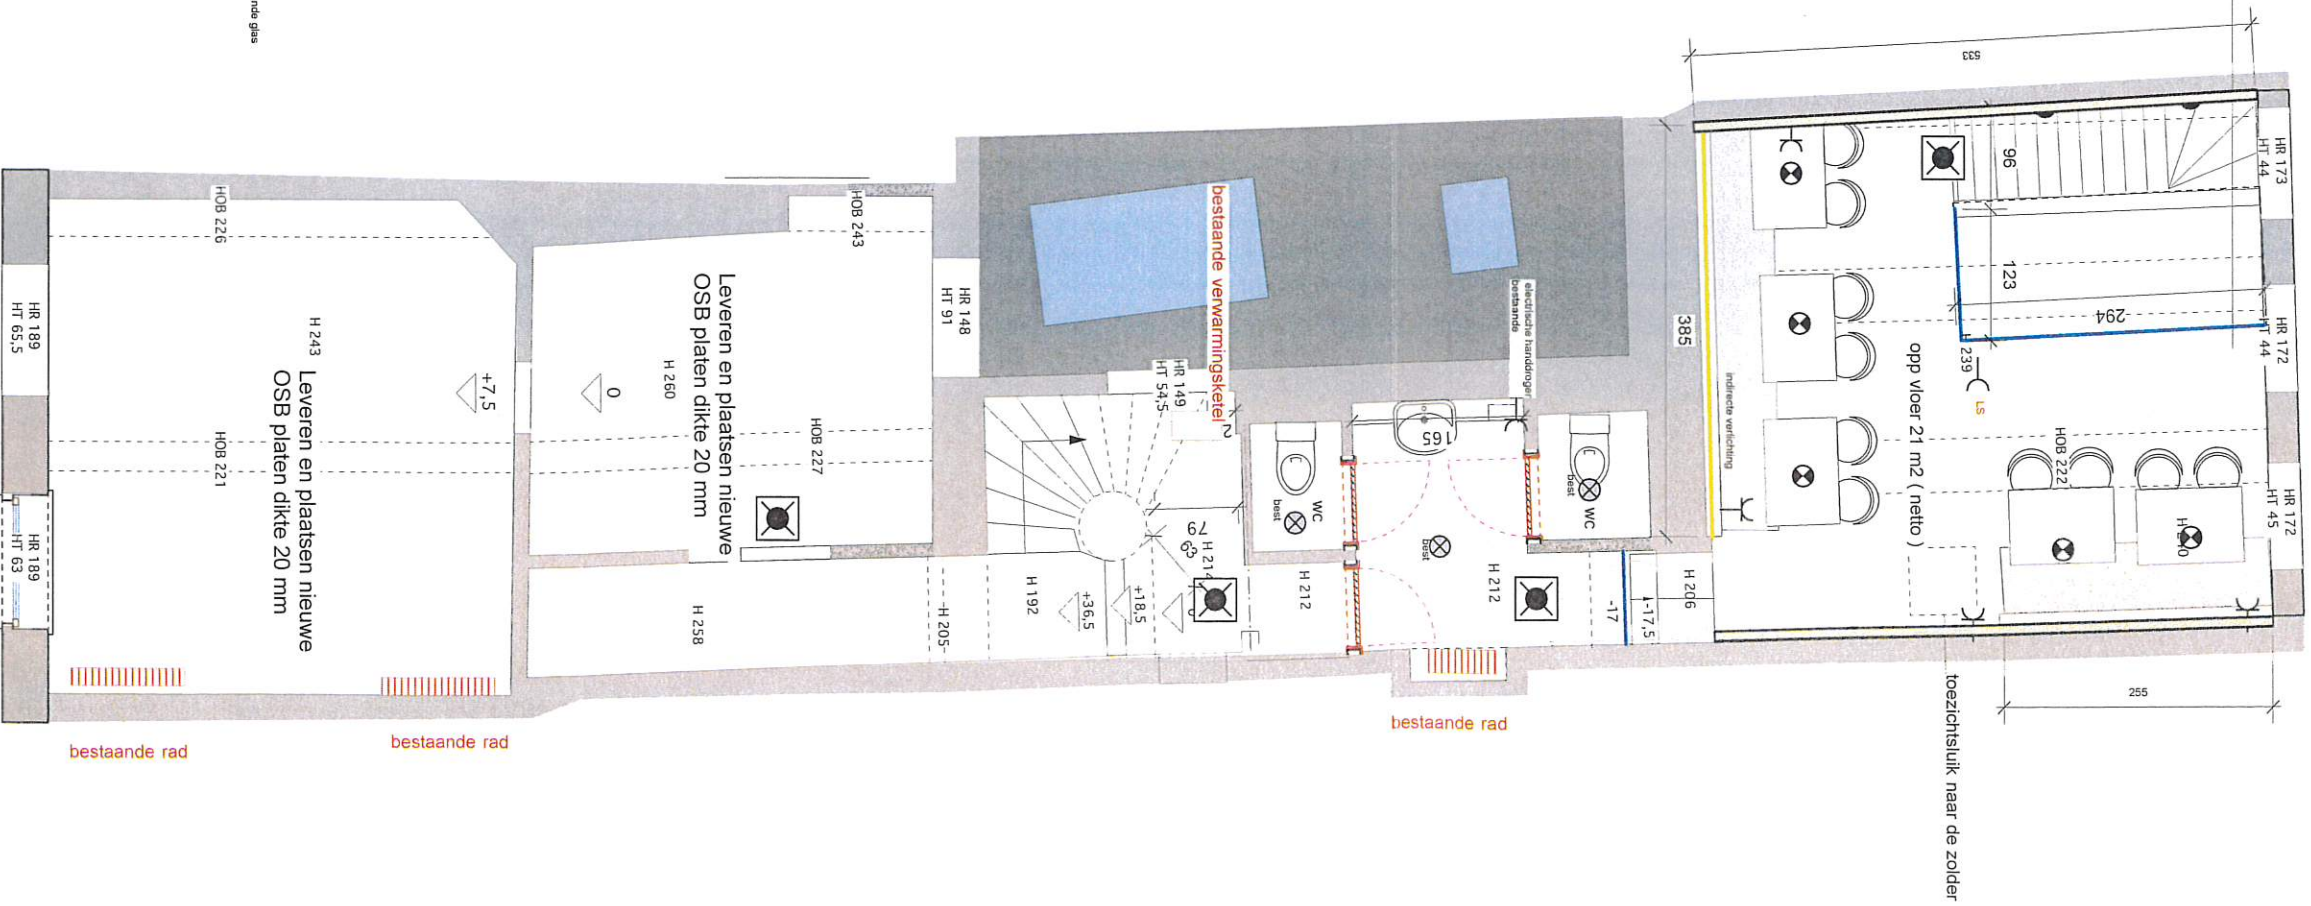 nde glas
HOB 226
HR 189
HT 65,5
H 243
Leveren en plaatsen nieuwe
OSB platen dikte 20 mm
+7,5
HOB 221
HR 189
HT 63
bestaande rad
bestaande rad
HOB 243
Leveren en plaatsen nieuwe
OSB platen dikte 20 mm
H 260
0
HOB 227
HR 148
HT 91
H 258
H 205
H 192
+36,5
+18,5
HR 149
HT 54,5
bestaande verwarmingsketel
2
79
63
H 214
WC
best
H 212
165
electrische handdroger
bestaande
best
WC
best
H 212
-17
-17,5
H 206
bestaande rad
533
385
indirecte verlichting
96
123
294
239
LS
opp vloer 21 m2 ( netto )
HOB 222
HR 173
HT 44
HR 172
HT 44
HR 172
HT 45
255
toezichtsluik naar de zolder